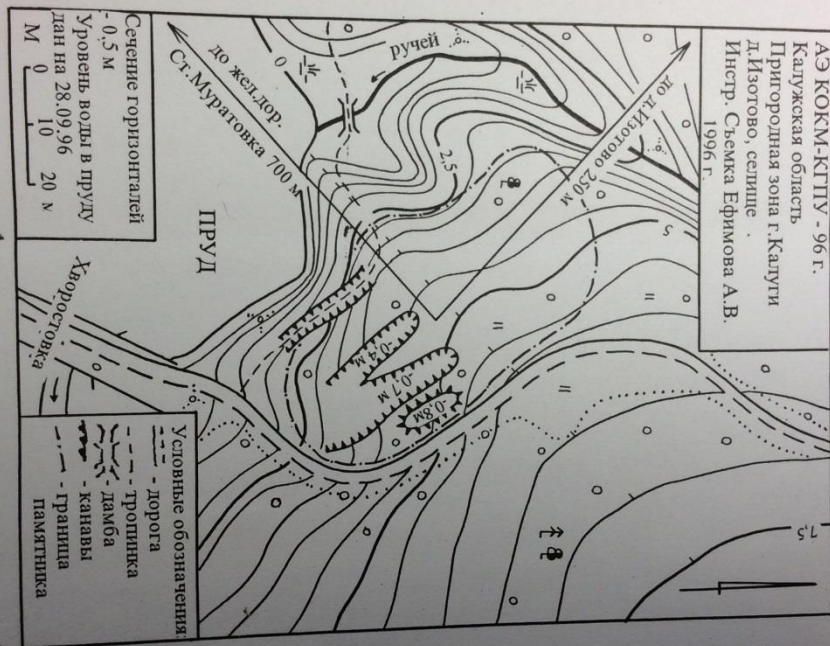 АЭ КОКМ-КГПУ - 96 г.
Калужская область
Пригородная зона г.Калуги
д.Изотово, селище
Инстр. Съемка Ефимова А.В.
1996 г.
до д.Изотово 250 м
ручей
до жел.дор.
Ст.Муратовка 700 м
0
2,5
5
7,5
-0,4 м
-0,7 м
-0,8м
ПРУД
Хворостовка
Сечение горизонталей
- 0,5 м
Уровень воды в пруду
дан на 28.09.96
М 0 10 20 м
Условные обозначения:
- дорога
- тропинка
- дамба
- канавы
- граница
памятника